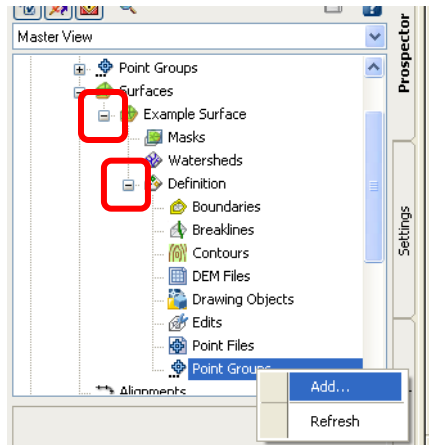 Master View
Prospector
Point Groups
Surfaces
Example Surface
Masks
Watersheds
Definition
Boundaries
Breaklines
Settings
Contours
DEM Files
Drawing Objects
Edits
Point Files
Point Groups
Add...
Alignments
Refresh